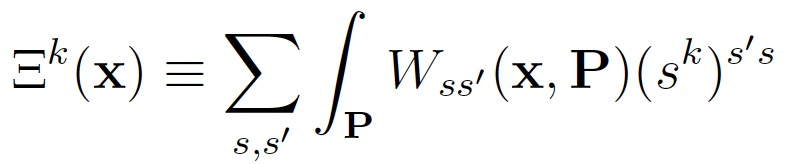 Ξ^k(𝐱) ≡ ∑_{s,s′} ∫_𝐏 W_{ss′}(𝐱, 𝐏)(s^k)^{s′s}